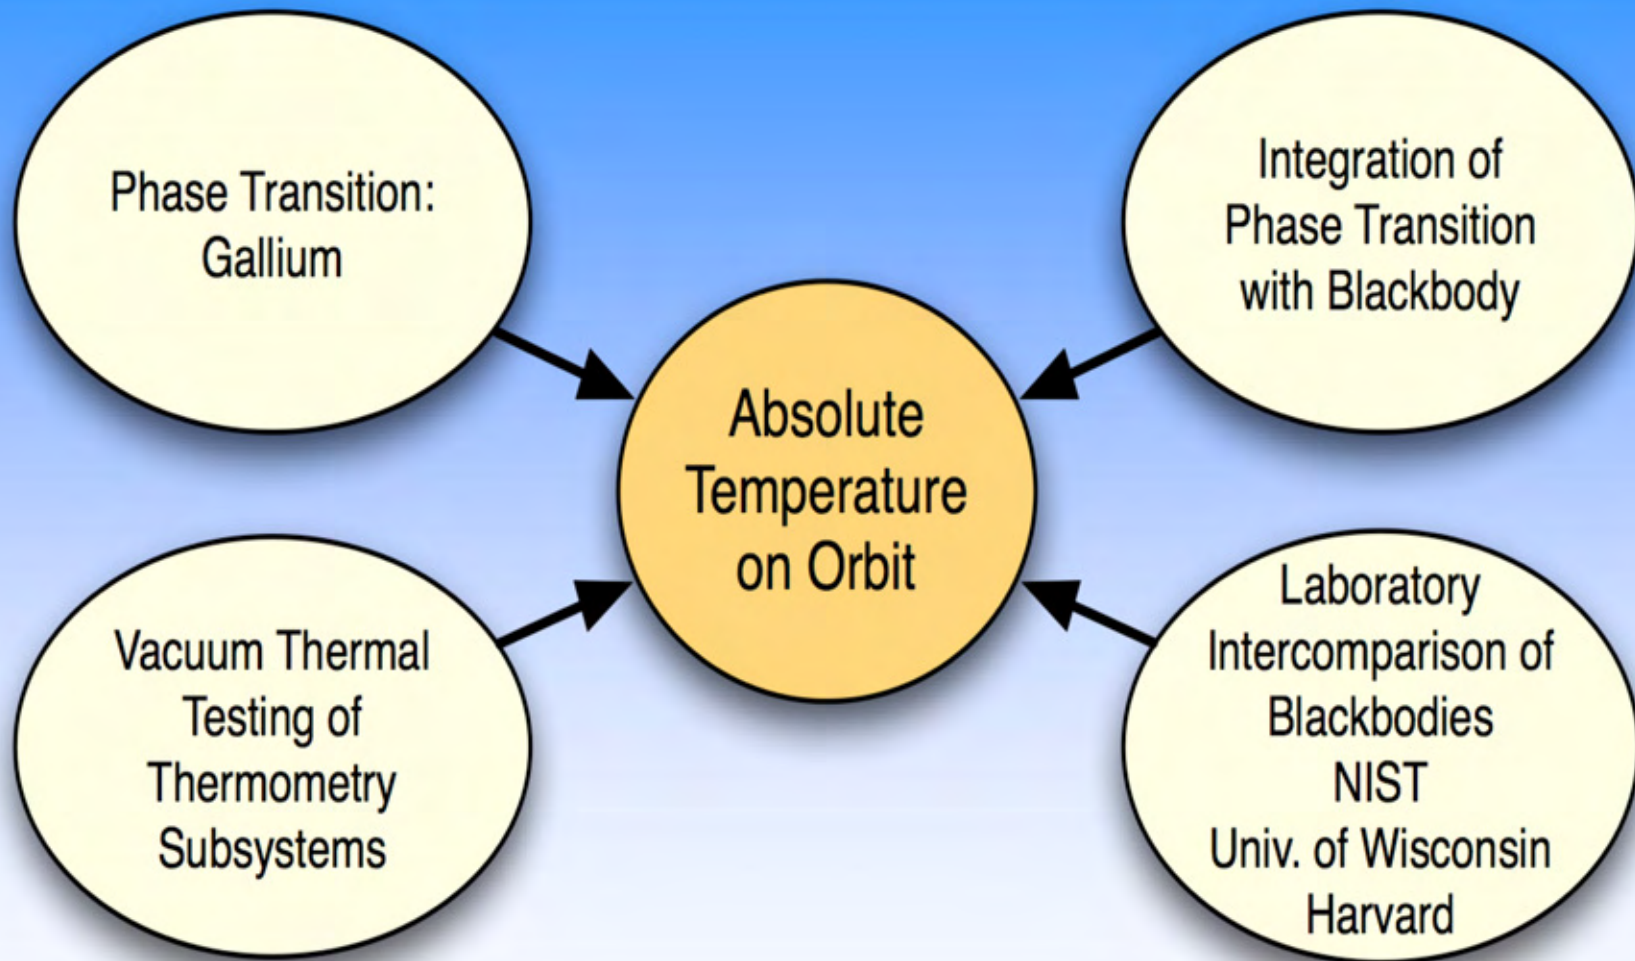 Phase Transition:
Gallium
Integration of
Phase Transition
with Blackbody
Absolute
Temperature
on Orbit
Vacuum Thermal
Testing of
Thermometry
Subsystems
Laboratory
Intercomparison of
Blackbodies
NIST
Univ. of Wisconsin
Harvard